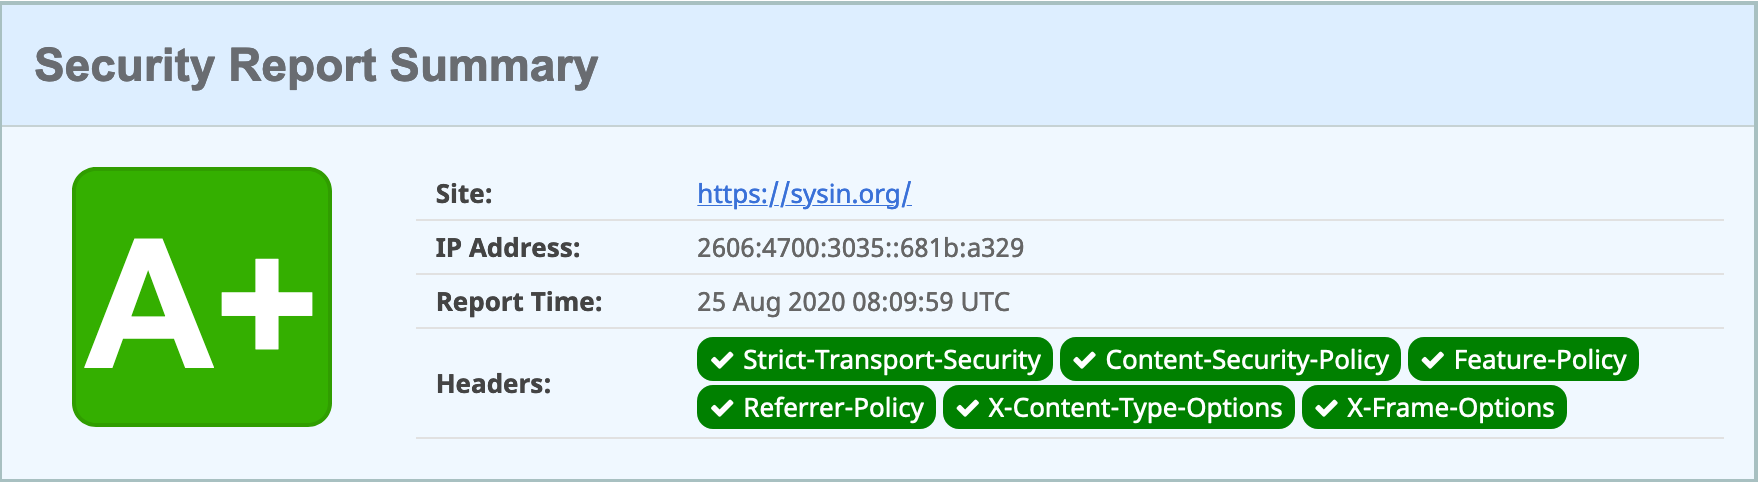 Security Report Summary
A+
Site: https://sysin.org/
IP Address: 2606:4700:3035::681b:a329
Report Time: 25 Aug 2020 08:09:59 UTC
Headers: Strict-Transport-Security Content-Security-Policy Feature-Policy
Referrer-Policy X-Content-Type-Options X-Frame-Options